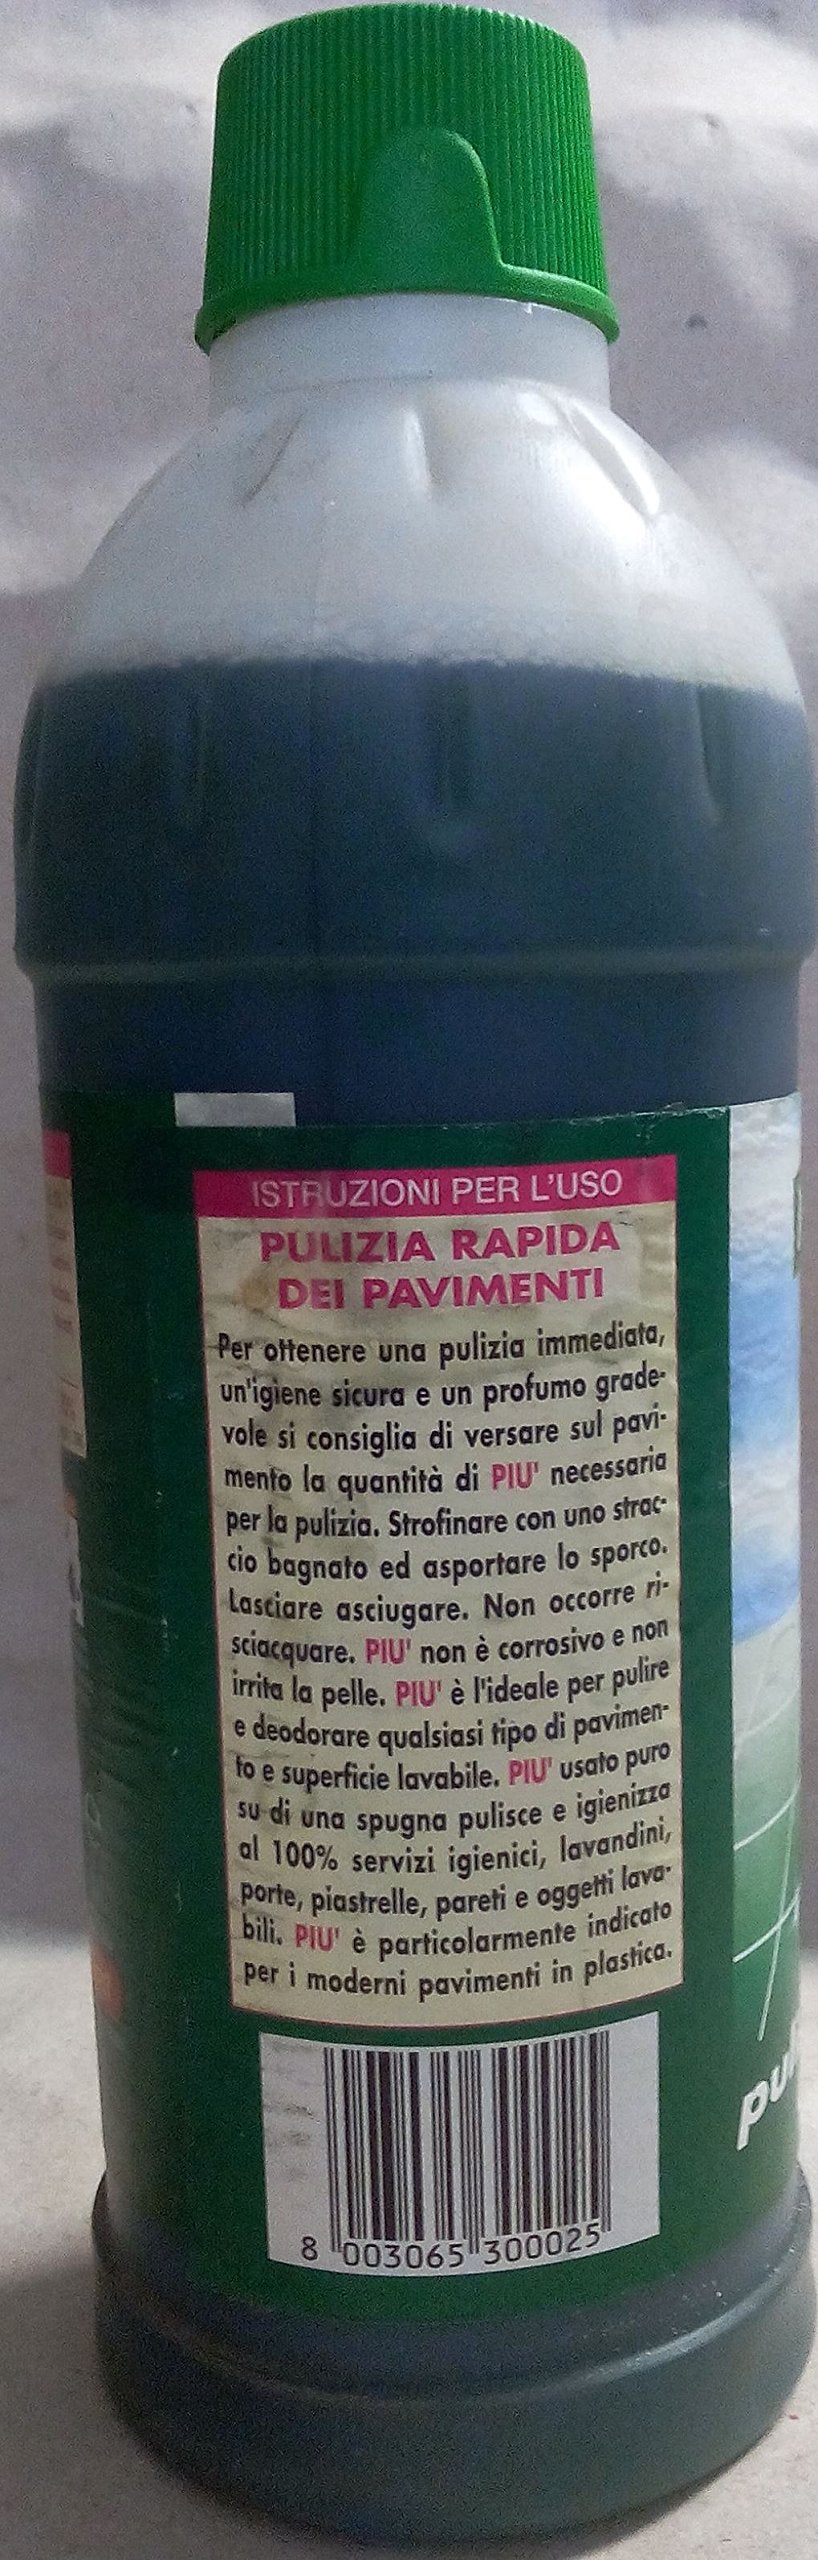 ISTRUZIONI PER L'USO
PULIZIA RAPIDA
DEI PAVIMENTI
Per ottenere una pulizia immediata,
un'igiene sicura e un profumo grade-
vole si consiglia di versare sul pavi-
mento la quantità di PIU' necessaria
per la pulizia. Strofinare con uno strac-
cio bagnato ed asportare lo sporco.
Lasciare asciugare. Non occorre ri-
sciacquare. PIU' non è corrosivo e non
irrita la pelle. PIU' è l'ideale per pulire
e deodorare qualsiasi tipo di pavimen-
to e superficie lavabile. PIU' usato puro
su di una spugna pulisce e igienizza
al 100% servizi igienici, lavandini,
porte, piastrelle, pareti e oggetti lava-
bili. PIU' è particolarmente indicato
per i moderni pavimenti in plastica.
8 003065 300025